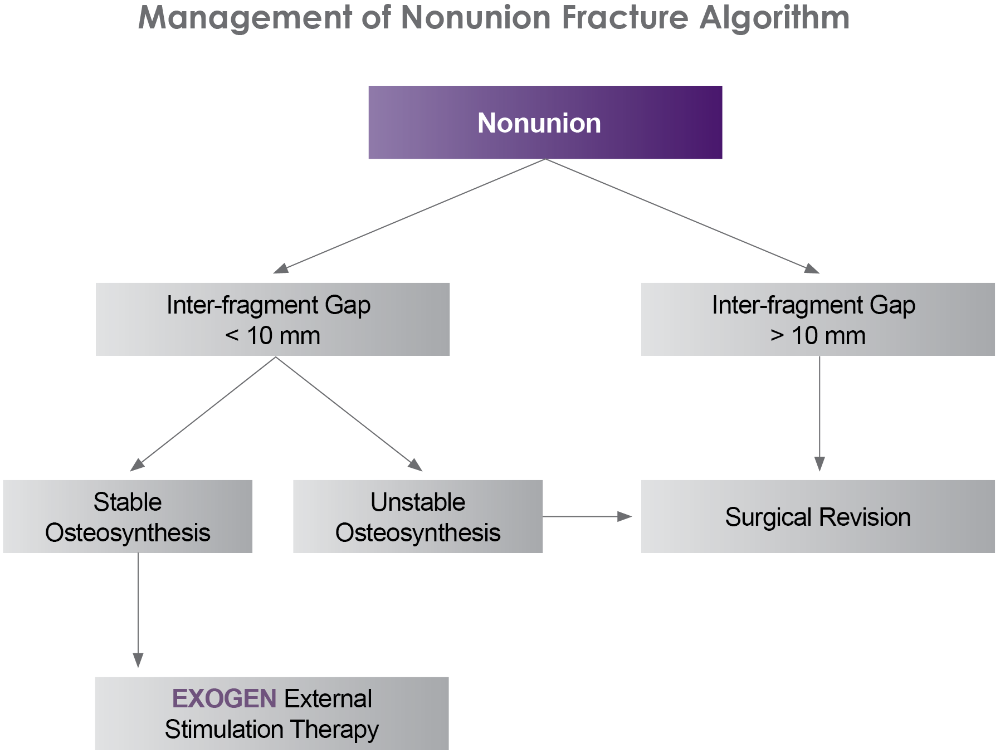 Management of Nonunion Fracture Algorithm
Nonunion
Inter-fragment Gap
< 10 mm
Inter-fragment Gap
> 10 mm
Stable
Osteosynthesis
Unstable
Osteosynthesis
Surgical Revision
EXOGEN External
Stimulation Therapy